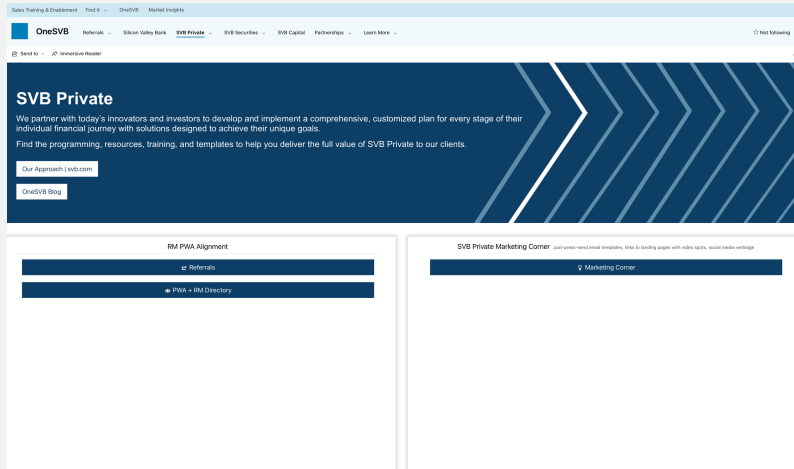 Sales Training & Enablement Find It OneSVB Market Insights
OneSVB Referrals Silicon Valley Bank SVB Private SVB Securities SVB Capital Partnerships Learn More Not following
Send to Immersive Reader
SVB Private
We partner with today's innovators and investors to develop and implement a comprehensive, customized plan for every stage of their
individual financial journey with solutions designed to achieve their unique goals.
Find the programming, resources, training, and templates to help you deliver the full value of SVB Private to our clients.
Our Approach | svb.com
OneSVB Blog
RM PWA Alignment
Referrals
PWA + RM Directory
SVB Private Marketing Corner Just-press-send email templates, links to landing pages with video spots, social media verbiage
Marketing Corner